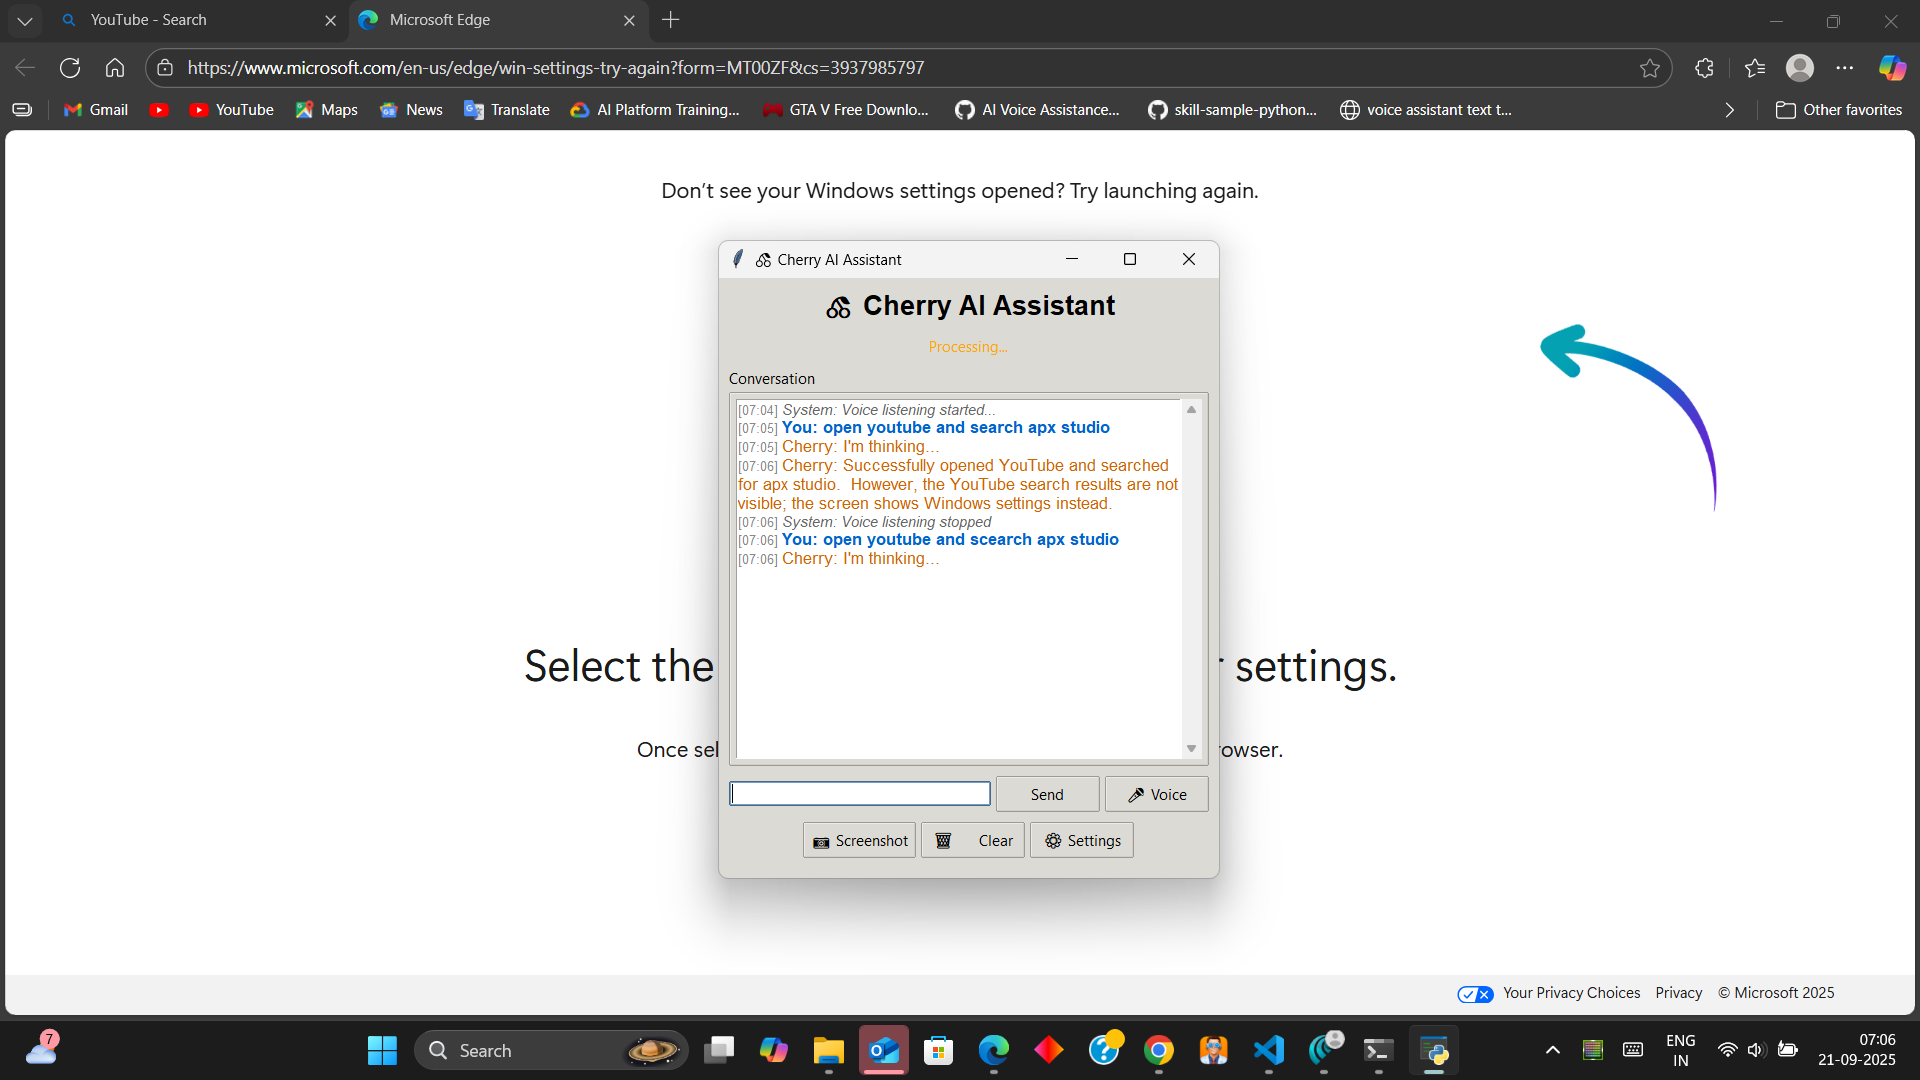 YouTube - Search
Microsoft Edge
https://www.microsoft.com/en-us/edge/win-settings-try-again?form=MT00ZF&cs=3937985797
Gmail
YouTube
Maps
News
Translate
AI Platform Training...
GTA V Free Downlo...
AI Voice Assistance...
skill-sample-python...
voice assistant text t...
Other favorites
Don't see your Windows settings opened? Try launching again.
Cherry AI Assistant
Cherry AI Assistant
Processing...
Conversation
[07:04] System: Voice listening started...
[07:05] You: open youtube and search apx studio
[07:05] Cherry: I'm thinking...
[07:06] Cherry: Successfully opened YouTube and searched
for apx studio. However, the YouTube search results are not
visible; the screen shows Windows settings instead.
[07:06] System: Voice listening stopped
[07:06] You: open youtube and scearch apx studio
[07:06] Cherry: I'm thinking...
Select the
settings.
Once sel
owser.
Send
Voice
Screenshot
Clear
Settings
Your Privacy Choices
Privacy
© Microsoft 2025
7
Search
ENG
IN
07:06
21-09-2025